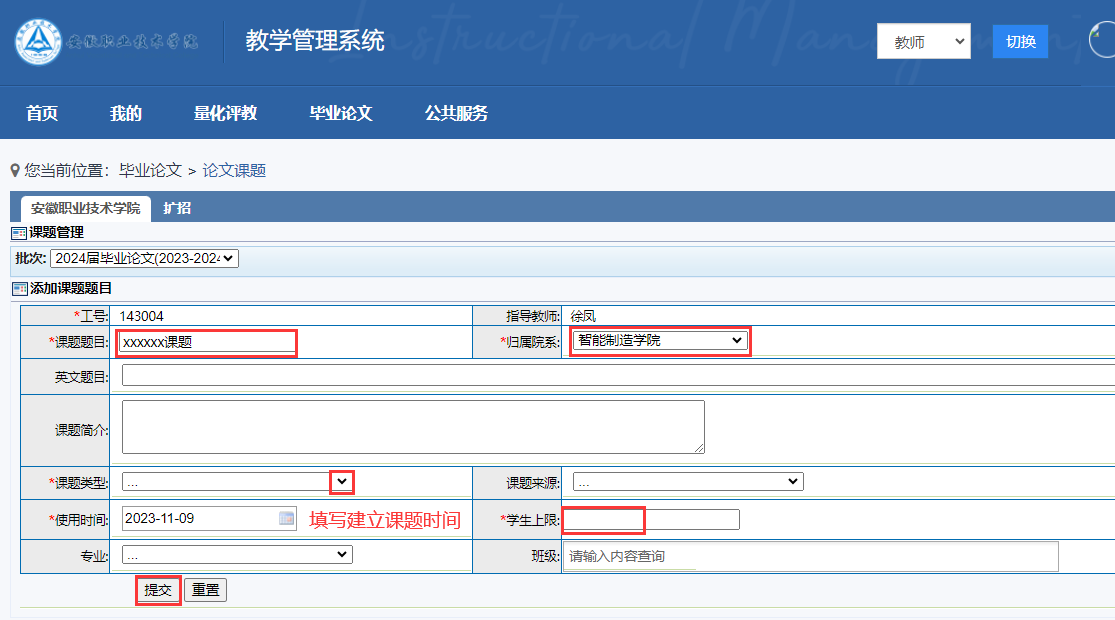 安徽职业技术学院
教学管理系统
教师
切换
首页 我的 量化评教 毕业论文 公共服务
您当前位置：毕业论文 > 论文课题
安徽职业技术学院 扩招
课题管理
批次: 2024届毕业论文(2023-2024
添加课题题目
*工号: 143004 指导教师: 徐凤
*课题题目: xxxxxx课题 *归属院系: 智能制造学院
英文题目:
课题简介:
*课题类型: ... 课题来源: ...
*使用时间: 2023-11-09 填写建立课题时间 *学生上限:
专业: ... 班级: 请输入内容查询
提交 重置